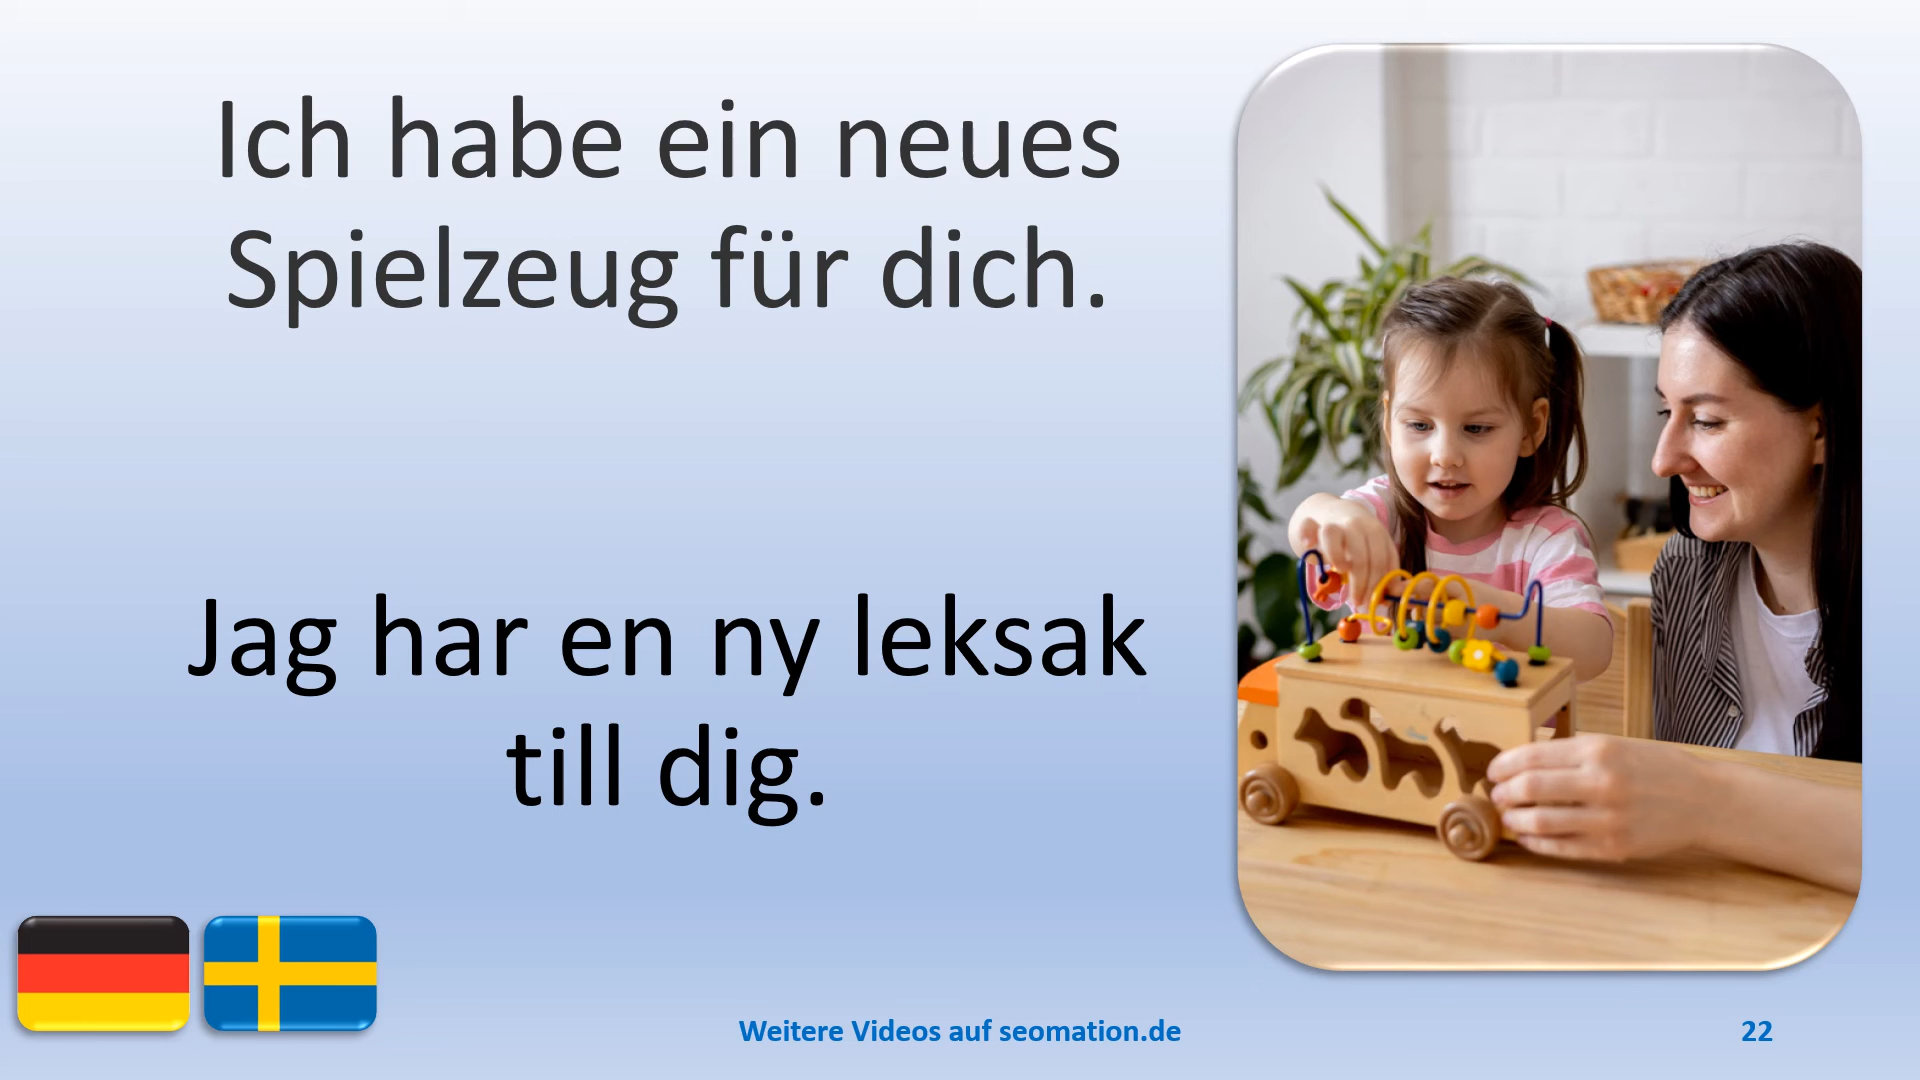 Ich habe ein neues
Spielzeug für dich.
Jag har en ny leksak
till dig.
Weitere Videos auf seomation.de
22